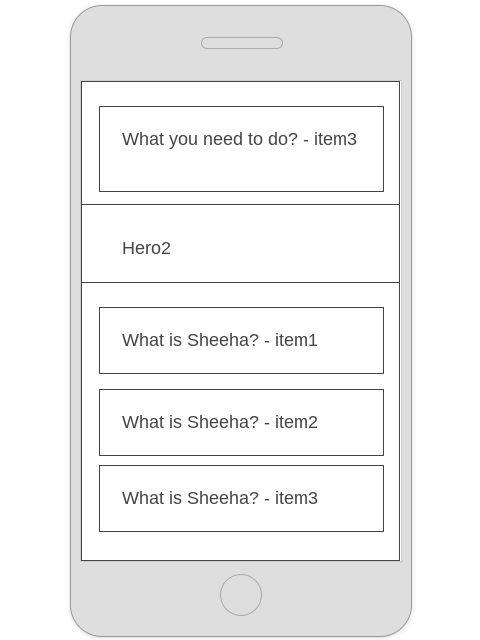 What you need to do? - item3
Hero2
What is Sheeha? - item1
What is Sheeha? - item2
What is Sheeha? - item3